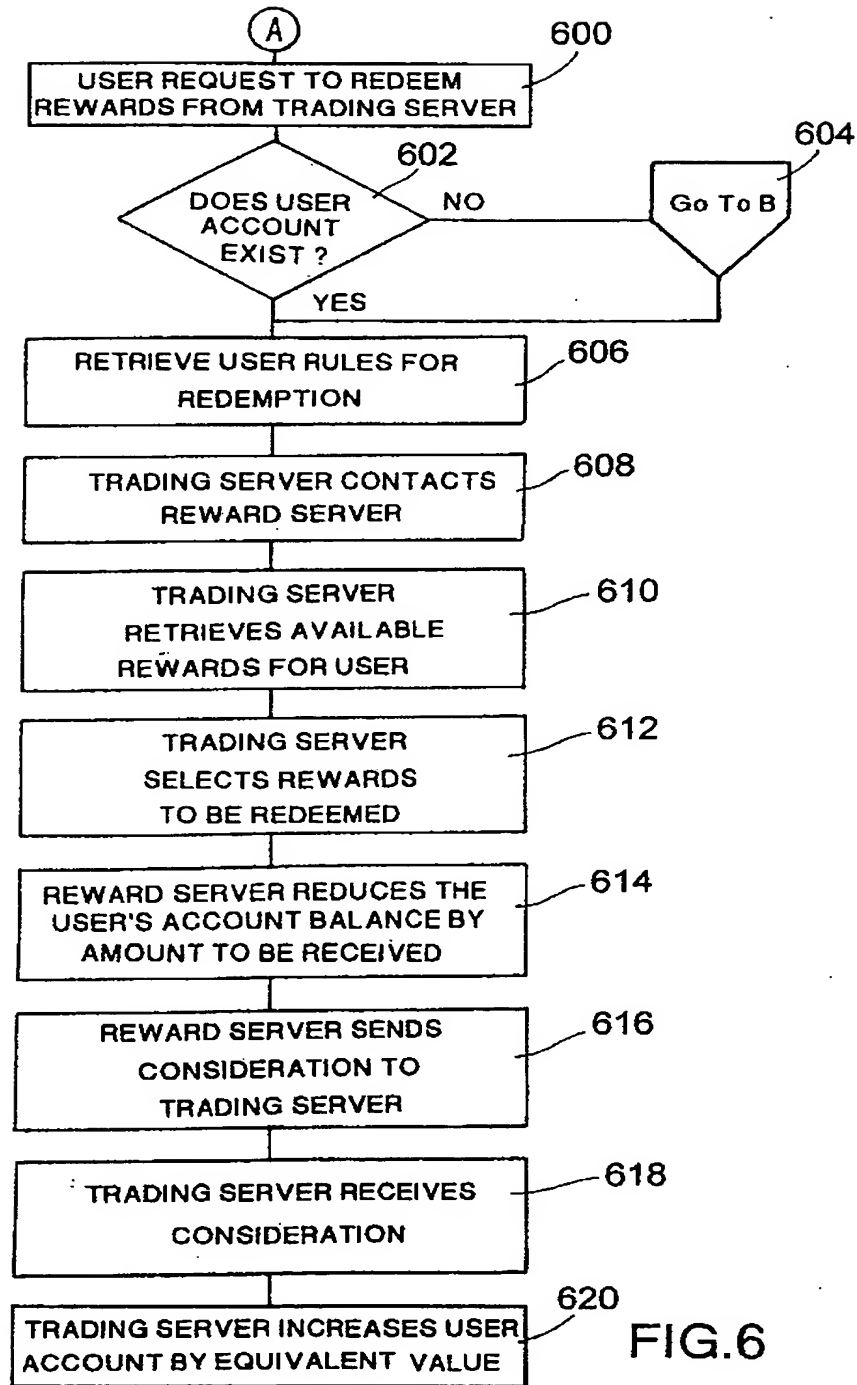 A
600
USER REQUEST TO REDEEM
REWARDS FROM TRADING SERVER
602
604
DOES USER
ACCOUNT
EXIST ?
NO
Go To B
YES
RETRIEVE USER RULES FOR
REDEMPTION
606
TRADING SERVER CONTACTS
REWARD SERVER
608
TRADING SERVER
RETRIEVES AVAILABLE
REWARDS FOR USER
610
TRADING SERVER
SELECTS REWARDS
TO BE REDEEMED
612
REWARD SERVER REDUCES THE
USER'S ACCOUNT BALANCE BY
AMOUNT TO BE RECEIVED
614
REWARD SERVER SENDS
CONSIDERATION TO
TRADING SERVER
616
TRADING SERVER RECEIVES
CONSIDERATION
618
TRADING SERVER INCREASES USER
ACCOUNT BY EQUIVALENT VALUE
620
FIG.6